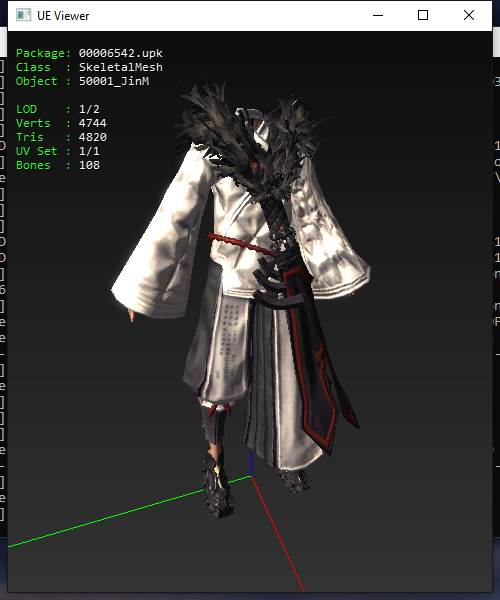 UE Viewer
Package: 00006542.upk
Class : SkeletalMesh
Object : 50001_JinM
LOD : 1/2
Verts : 4744
Tris : 4820
UV Set : 1/1
Bones : 108